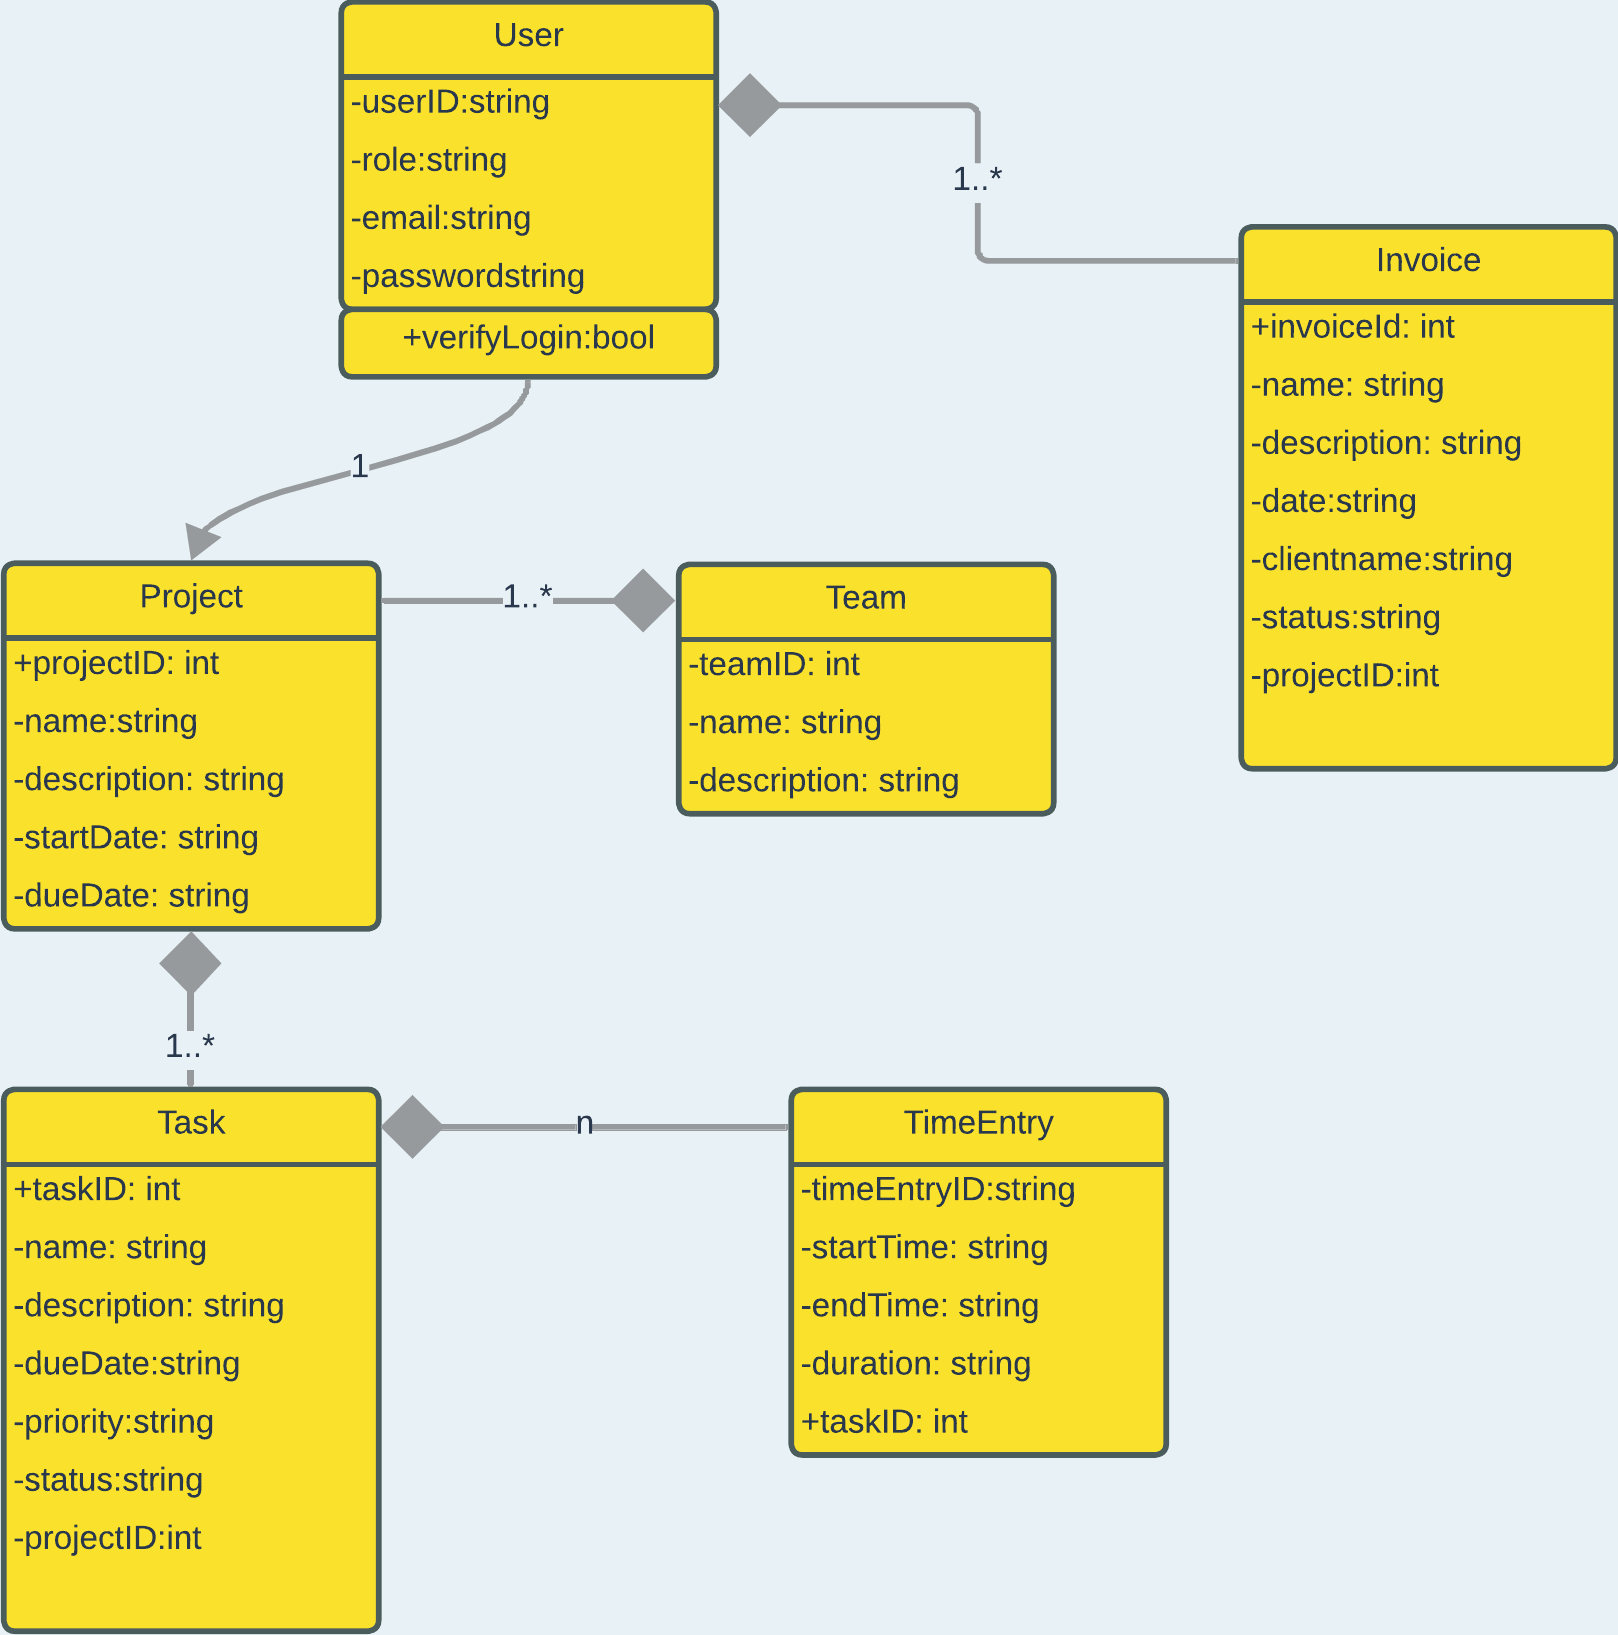 User
-userID:string
-role:string
-email:string
-passwordstring
+verifyLogin:bool
1..*
Invoice
+invoiceId: int
-name: string
-description: string
-date:string
-clientname:string
-status:string
-projectID:int
1
Project
+projectID: int
-name:string
-description: string
-startDate: string
-dueDate: string
1..*
Team
-teamID: int
-name: string
-description: string
1..*
Task
+taskID: int
-name: string
-description: string
-dueDate:string
-priority:string
-status:string
-projectID:int
n
TimeEntry
-timeEntryID:string
-startTime: string
-endTime: string
-duration: string
+taskID: int